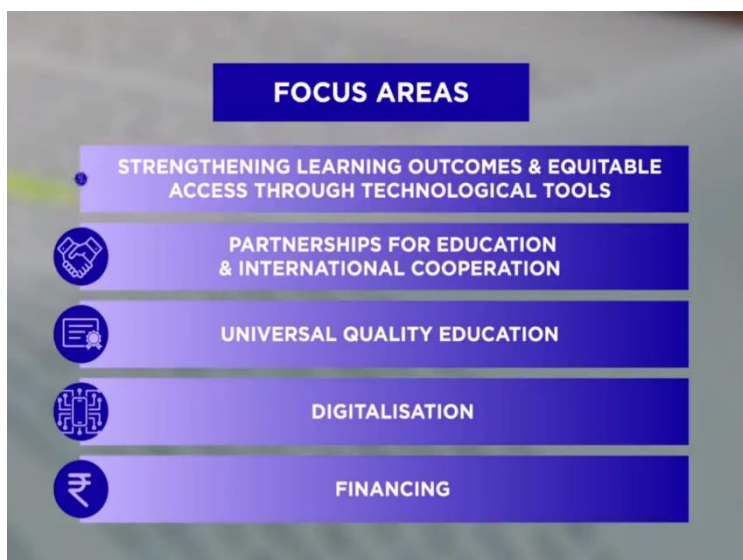 FOCUS AREAS
STRENGTHENING LEARNING OUTCOMES & EQUITABLE
ACCESS THROUGH TECHNOLOGICAL TOOLS
PARTNERSHIPS FOR EDUCATION
& INTERNATIONAL COOPERATION
UNIVERSAL QUALITY EDUCATION
DIGITALISATION
₹
FINANCING